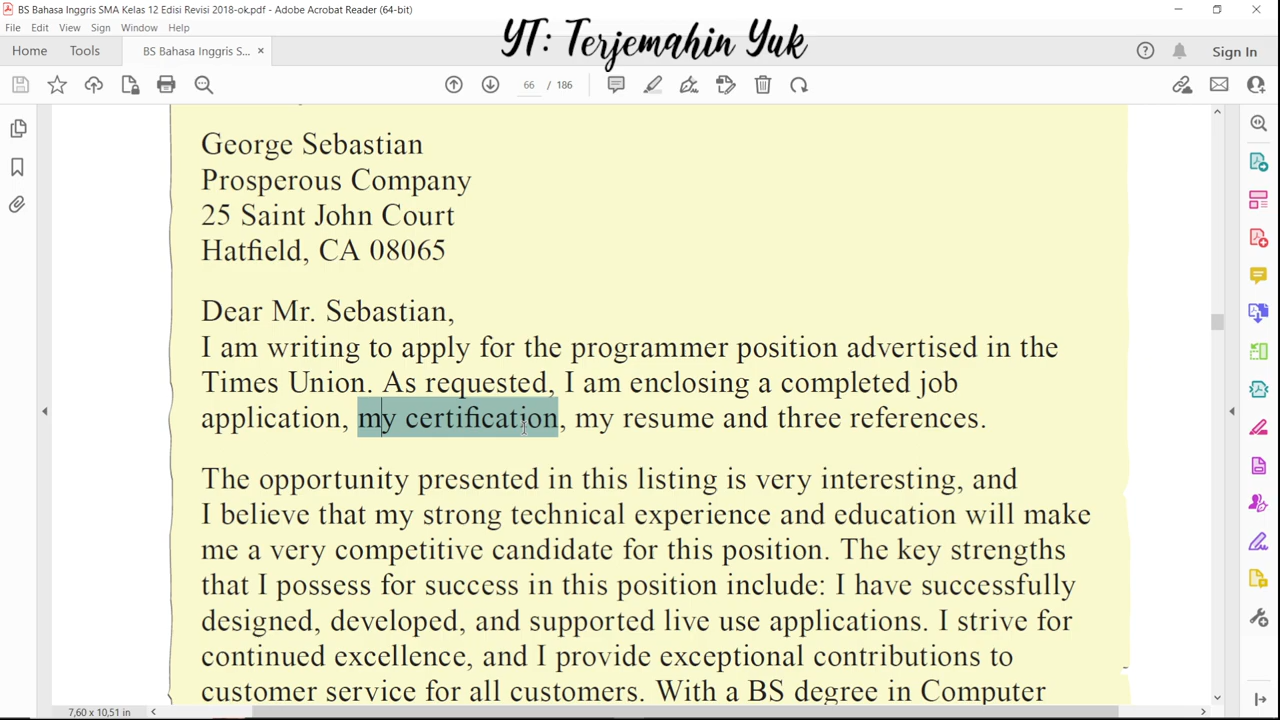 BS Bahasa Inggris SMA Kelas 12 Edisi Revisi 2018-ok.pdf - Adobe Acrobat Reader (64-bit)
File Edit View Sign Window Help
YT: Terjemahin Yuk
Home Tools BS Bahasa Inggris S... × Sign In
66 / 186
George Sebastian
Prosperous Company
25 Saint John Court
Hatfield, CA 08065
Dear Mr. Sebastian,
I am writing to apply for the programmer position advertised in the
Times Union. As requested, I am enclosing a completed job
application, my certification, my resume and three references.
The opportunity presented in this listing is very interesting, and
I believe that my strong technical experience and education will make
me a very competitive candidate for this position. The key strengths
that I possess for success in this position include: I have successfully
designed, developed, and supported live use applications. I strive for
continued excellence, and I provide exceptional contributions to
customer service for all customers. With a BS degree in Computer
7,60 x 10,51 in